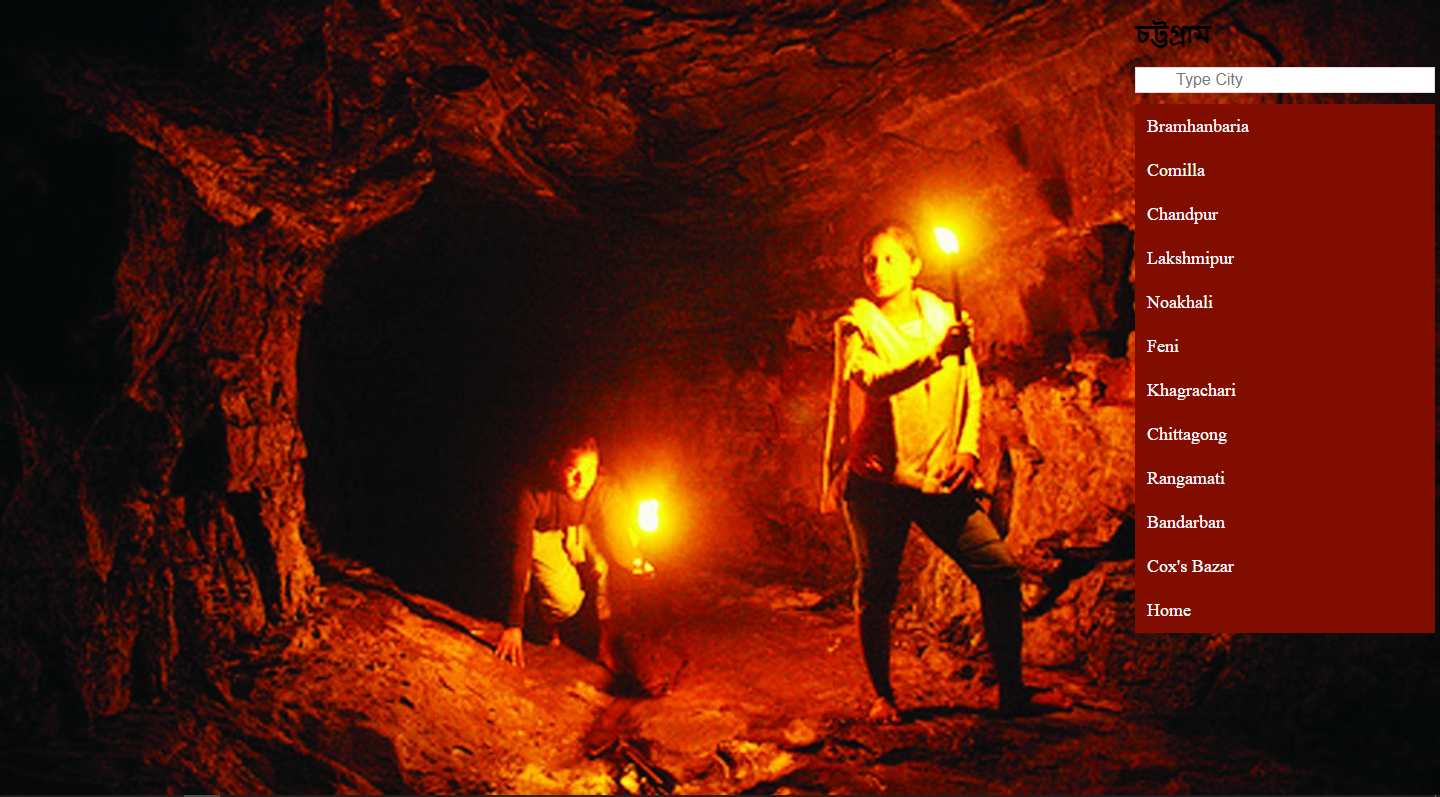 চট্টগ্রাম
Type City
Bramhanbaria
Comilla
Chandpur
Lakshmipur
Noakhali
Feni
Khagrachari
Chittagong
Rangamati
Bandarban
Cox's Bazar
Home